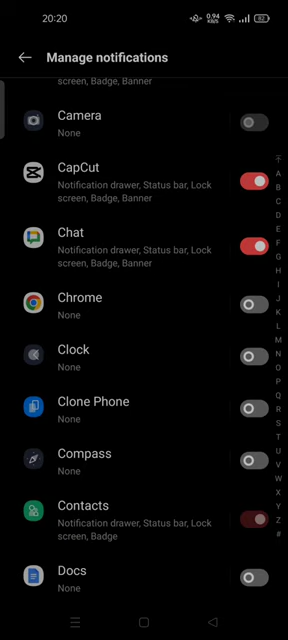 20:20
0.94 KB/S
82
Manage notifications
screen, Badge, Banner
Camera
None
CapCut
Notification drawer, Status bar, Lock
screen, Badge, Banner
Chat
Notification drawer, Status bar, Lock
screen, Badge, Banner
Chrome
None
Clock
None
Clone Phone
None
Compass
None
Contacts
Notification drawer, Status bar, Lock
screen, Badge
Docs
None
A
B
C
D
E
F
G
H
I
J
K
L
M
N
O
P
Q
R
S
T
U
V
W
X
Y
Z
#